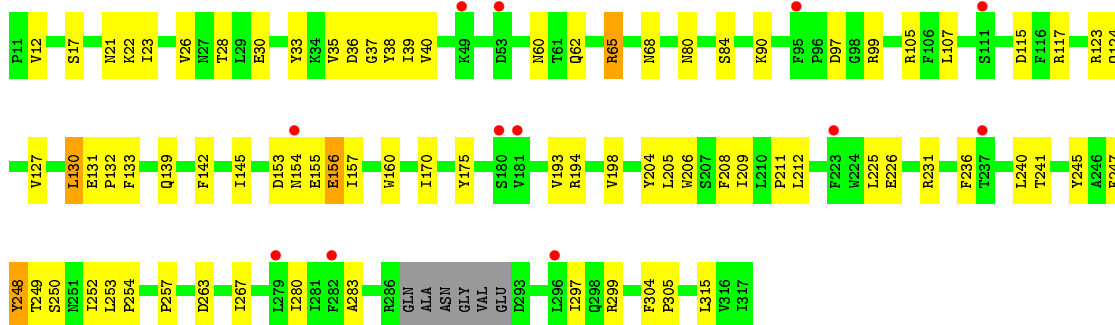 P11 V12 S17 N21 K22 I23 V26 N27 T28 L29 E30 Y33 K34 V35 D36 G37 Y38 I39 V40 K49 D53 N60 T61 Q62 R65 N68 N80 S84 K90 F95 P96 D97 G98 R99 R105 F106 L107 S111 D115 F116 R117 R123 Q124
V127 L130 E131 P132 F133 Q139 F142 I145 D153 N154 E155 E156 I157 W160 I170 Y175 S180 V181 V193 R194 V198 Y204 L205 W206 S207 F208 I209 L210 P211 L212 F223 W224 L225 E226 R231 F236 T237 L240 T241 Y245 A246 E247
Y248 T249 S250 N251 I252 L253 P254 P257 D263 I267 L279 I280 I281 F282 A283 R286 GLN ALA ASN GLY VAL GLU D293 L296 I297 Q298 R299 F304 P305 L315 V316 I317